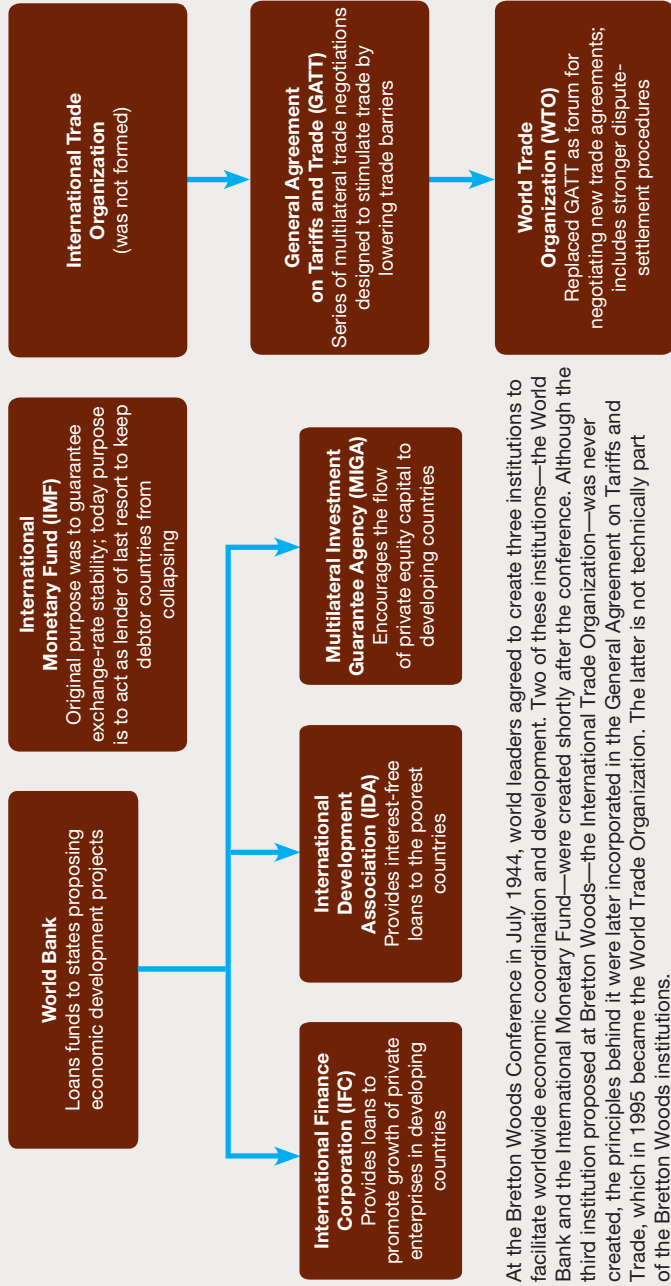 World Bank
Loans funds to states proposing
economic development projects
International
Monetary Fund (IMF)
Original purpose was to guarantee
exchange-rate stability; today purpose
is to act as lender of last resort to keep
debtor countries from
collapsing
International Trade
Organization
(was not formed)
International Finance
Corporation (IFC)
Provides loans to
promote growth of private
enterprises in developing
countries
International
Development
Association (IDA)
Provides interest-free
loans to the poorest
countries
Multilateral Investment
Guarantee Agency (MIGA)
Encourages the flow
of private equity capital to
developing countries
General Agreement
on Tariffs and Trade (GATT)
Series of multilateral trade negotiations
designed to stimulate trade by
lowering trade barriers
World Trade
Organization (WTO)
Replaced GATT as forum for
negotiating new trade agreements;
includes stronger dispute-
settlement procedures
At the Bretton Woods Conference in July 1944, world leaders agreed to create three institutions to
facilitate worldwide economic coordination and development. Two of these institutions—the World
Bank and the International Monetary Fund—were created shortly after the conference. Although the
third institution proposed at Bretton Woods—the International Trade Organization—was never
created, the principles behind it were later incorporated in the General Agreement on Tariffs and
Trade, which in 1995 became the World Trade Organization. The latter is not technically part
of the Bretton Woods institutions.